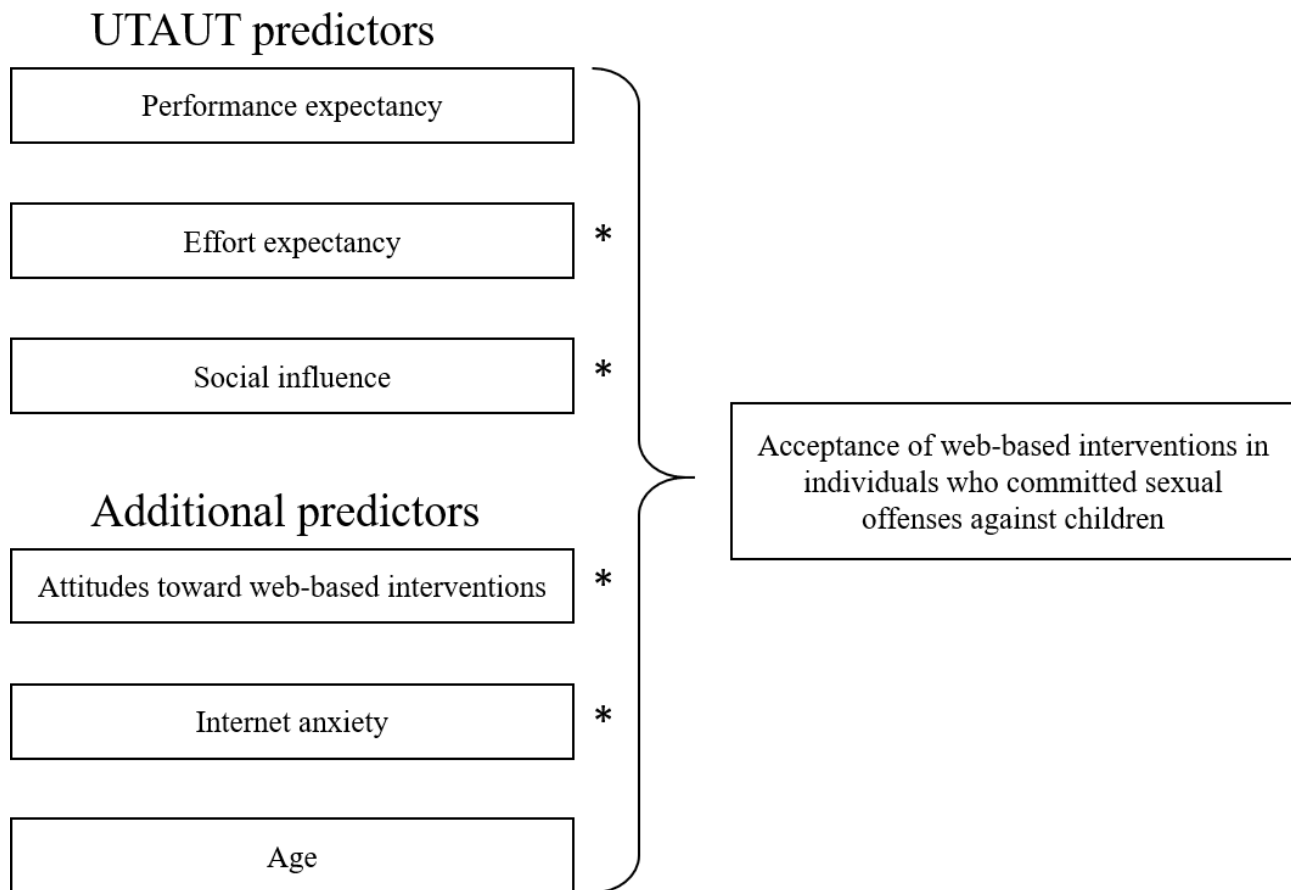 UTAUT predictors
Performance expectancy
Effort expectancy
*
Social influence
*
Additional predictors
Attitudes toward web-based interventions
*
Internet anxiety
*
Age
Acceptance of web-based interventions in
individuals who committed sexual
offenses against children